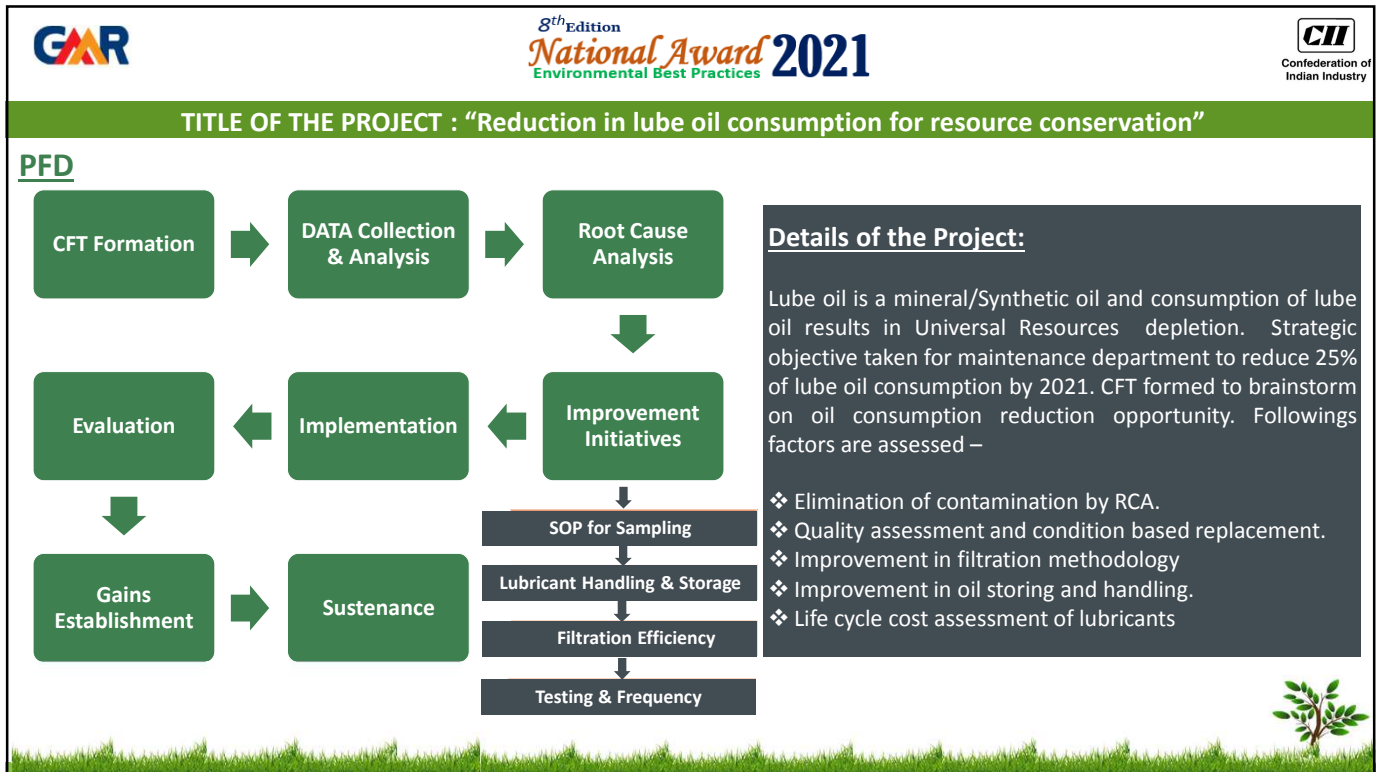 GMR
8th Edition
National Award 2021
Environmental Best Practices
CII
Confederation of
Indian Industry
TITLE OF THE PROJECT : “Reduction in lube oil consumption for resource conservation”
PFD
CFT Formation
DATA Collection
& Analysis
Root Cause
Analysis
Improvement
Initiatives
Implementation
Evaluation
Gains
Establishment
Sustenance
SOP for Sampling
Lubricant Handling & Storage
Filtration Efficiency
Testing & Frequency
Details of the Project:
Lube oil is a mineral/Synthetic oil and consumption of lube
oil results in Universal Resources depletion. Strategic
objective taken for maintenance department to reduce 25%
of lube oil consumption by 2021. CFT formed to brainstorm
on oil consumption reduction opportunity. Followings
factors are assessed –
❖ Elimination of contamination by RCA.
❖ Quality assessment and condition based replacement.
❖ Improvement in filtration methodology
❖ Improvement in oil storing and handling.
❖ Life cycle cost assessment of lubricants